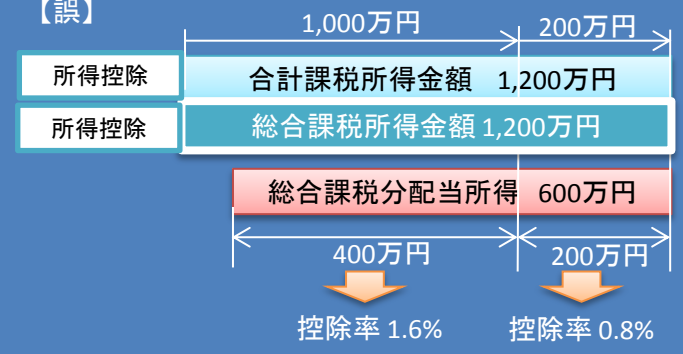 【誤】
1,000万円 200万円
所得控除 合計課税所得金額 1,200万円
所得控除 総合課税所得金額 1,200万円
総合課税分配当所得 600万円
400万円 200万円
控除率 1.6% 控除率 0.8%